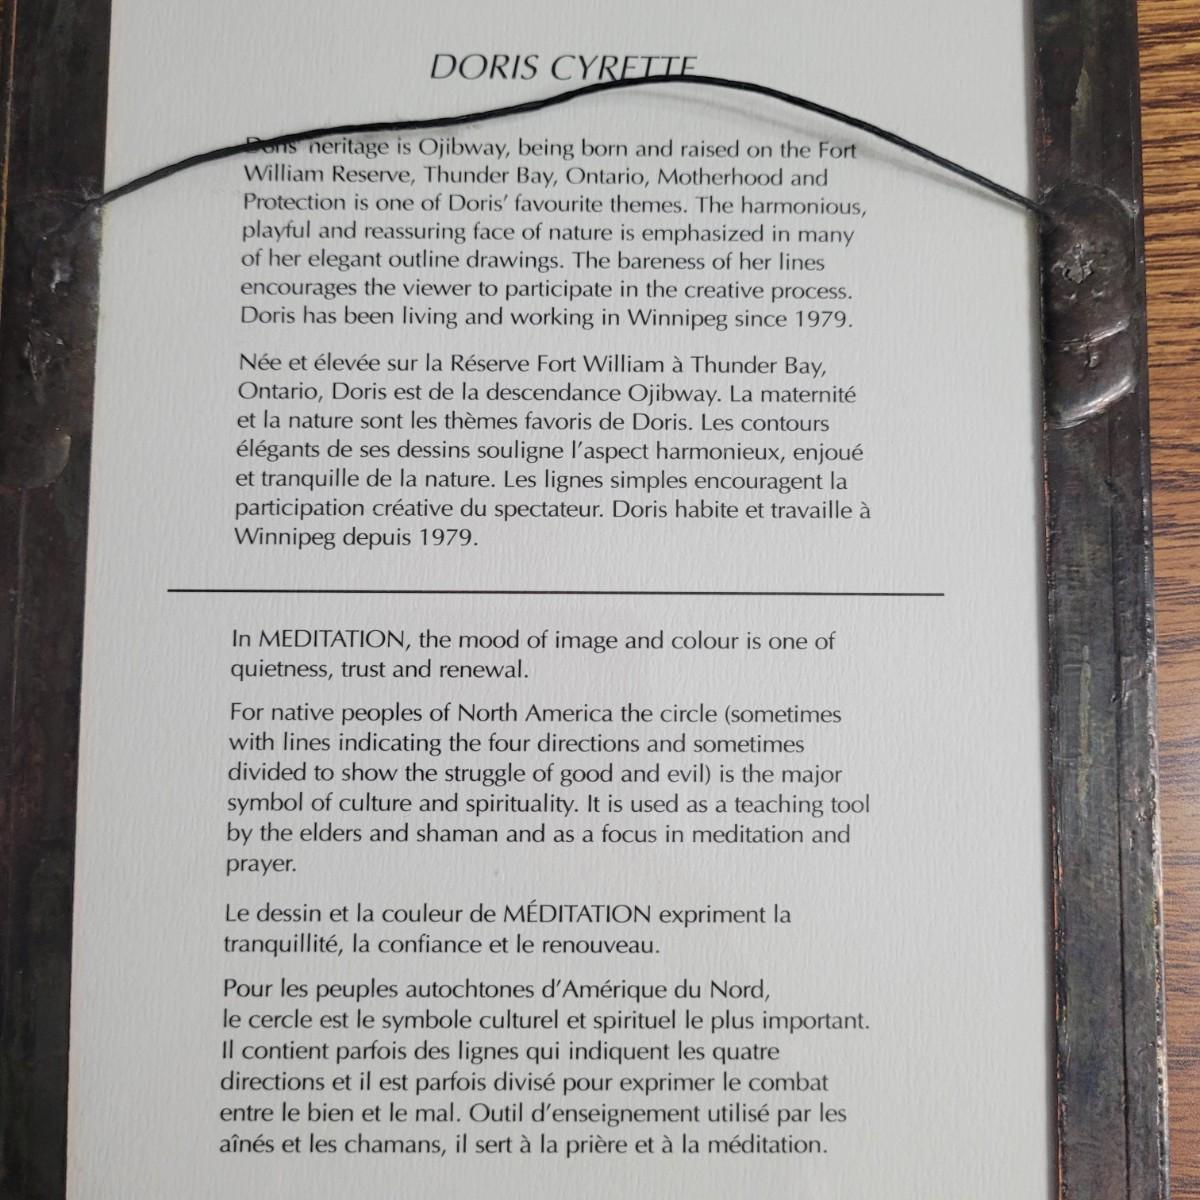 DORIS CYRETTE
Doris' heritage is Ojibway, being born and raised on the Fort
William Reserve, Thunder Bay, Ontario, Motherhood and
Protection is one of Doris' favourite themes. The harmonious,
playful and reassuring face of nature is emphasized in many
of her elegant outline drawings. The bareness of her lines
encourages the viewer to participate in the creative process.
Doris has been living and working in Winnipeg since 1979.
Née et élevée sur la Réserve Fort William à Thunder Bay,
Ontario, Doris est de la descendance Ojibway. La maternité
et la nature sont les thèmes favoris de Doris. Les contours
élégants de ses dessins souligne l'aspect harmonieux, enjoué
et tranquille de la nature. Les lignes simples encouragent la
participation créative du spectateur. Doris habite et travaille à
Winnipeg depuis 1979.
In MEDITATION, the mood of image and colour is one of
quietness, trust and renewal.
For native peoples of North America the circle (sometimes
with lines indicating the four directions and sometimes
divided to show the struggle of good and evil) is the major
symbol of culture and spirituality. It is used as a teaching tool
by the elders and shaman and as a focus in meditation and
prayer.
Le dessin et la couleur de MÉDITATION expriment la
tranquillité, la confiance et le renouveau.
Pour les peuples autochtones d'Amérique du Nord,
le cercle est le symbole culturel et spirituel le plus important.
Il contient parfois des lignes qui indiquent les quatre
directions et il est parfois divisé pour exprimer le combat
entre le bien et le mal. Outil d'enseignement utilisé par les
aînés et les chamans, il sert à la prière et à la méditation.